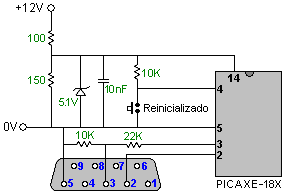 +12V
100
10K
14
4
150
5.1V
10nF
Reinicializado
0V
5
10K
22K
3
2
PICAXE-18X
9 8 7 6
5 4 3 2 1